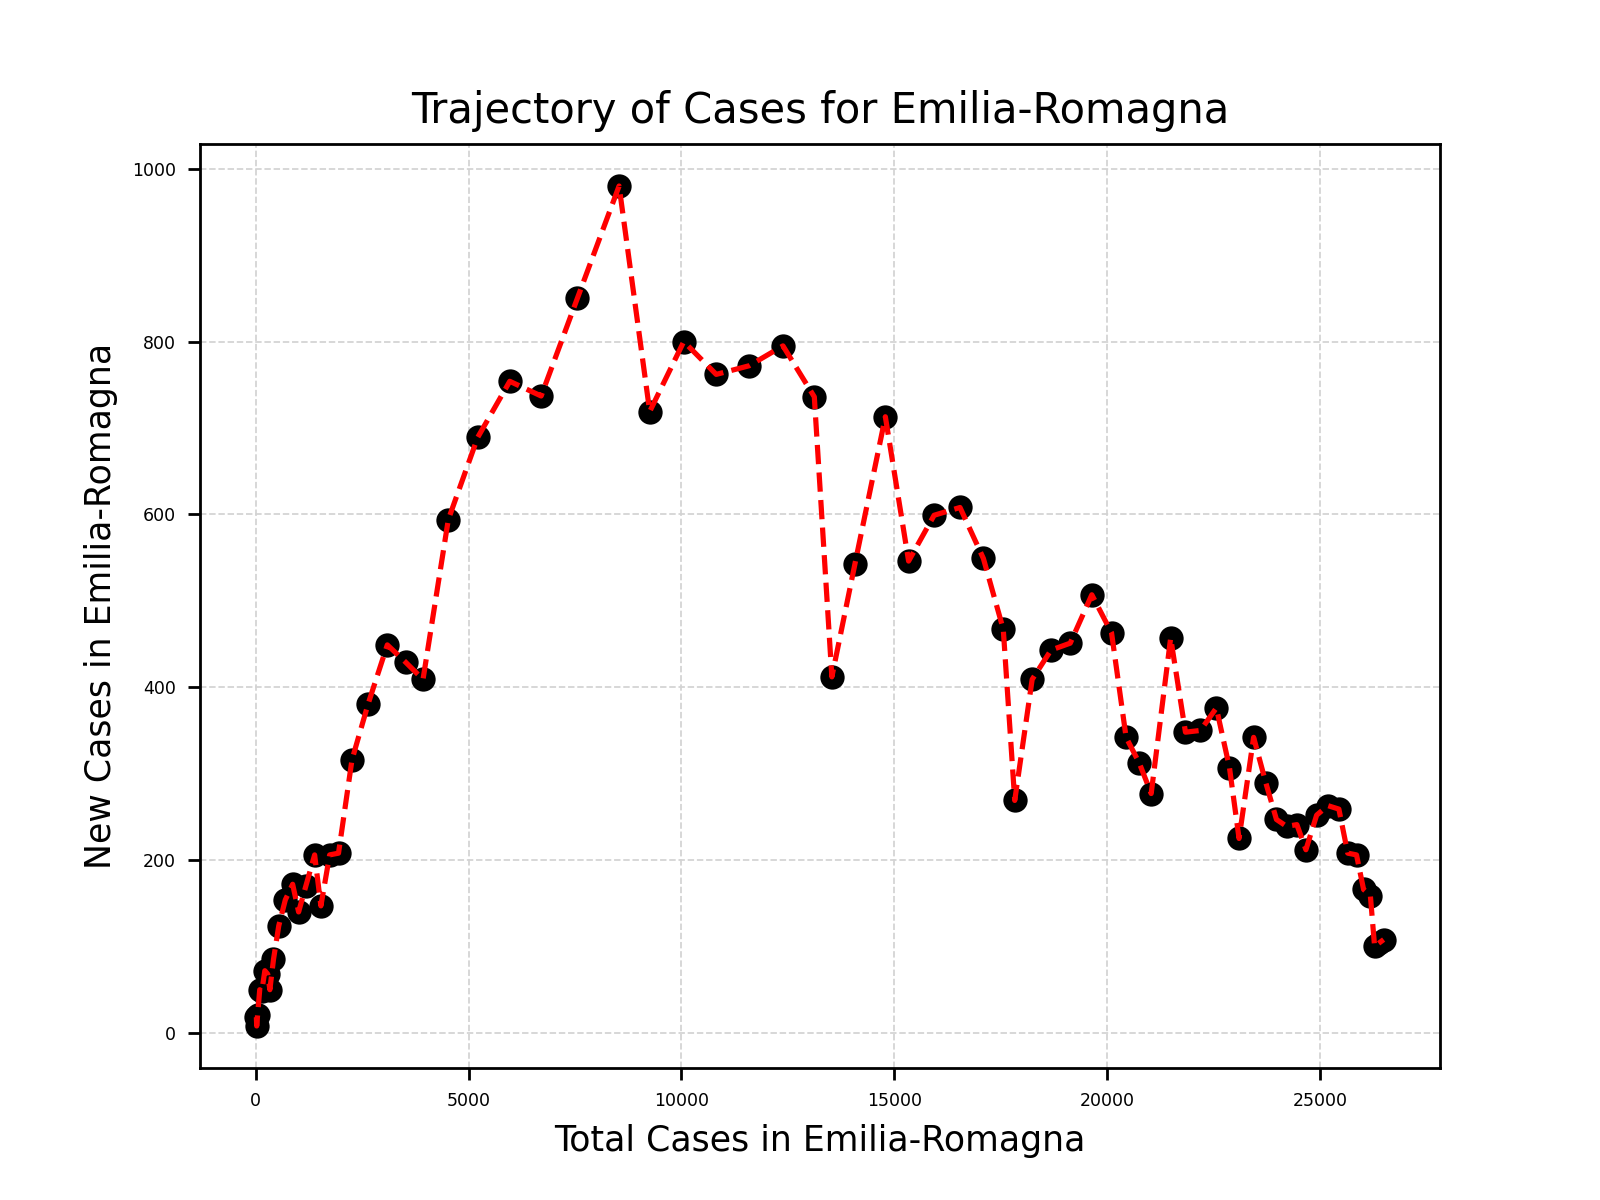 Trajectory of Cases for Emilia-Romagna
New Cases in Emilia-Romagna
1000
800
600
400
200
0
0 5000 10000 15000 20000 25000
Total Cases in Emilia-Romagna